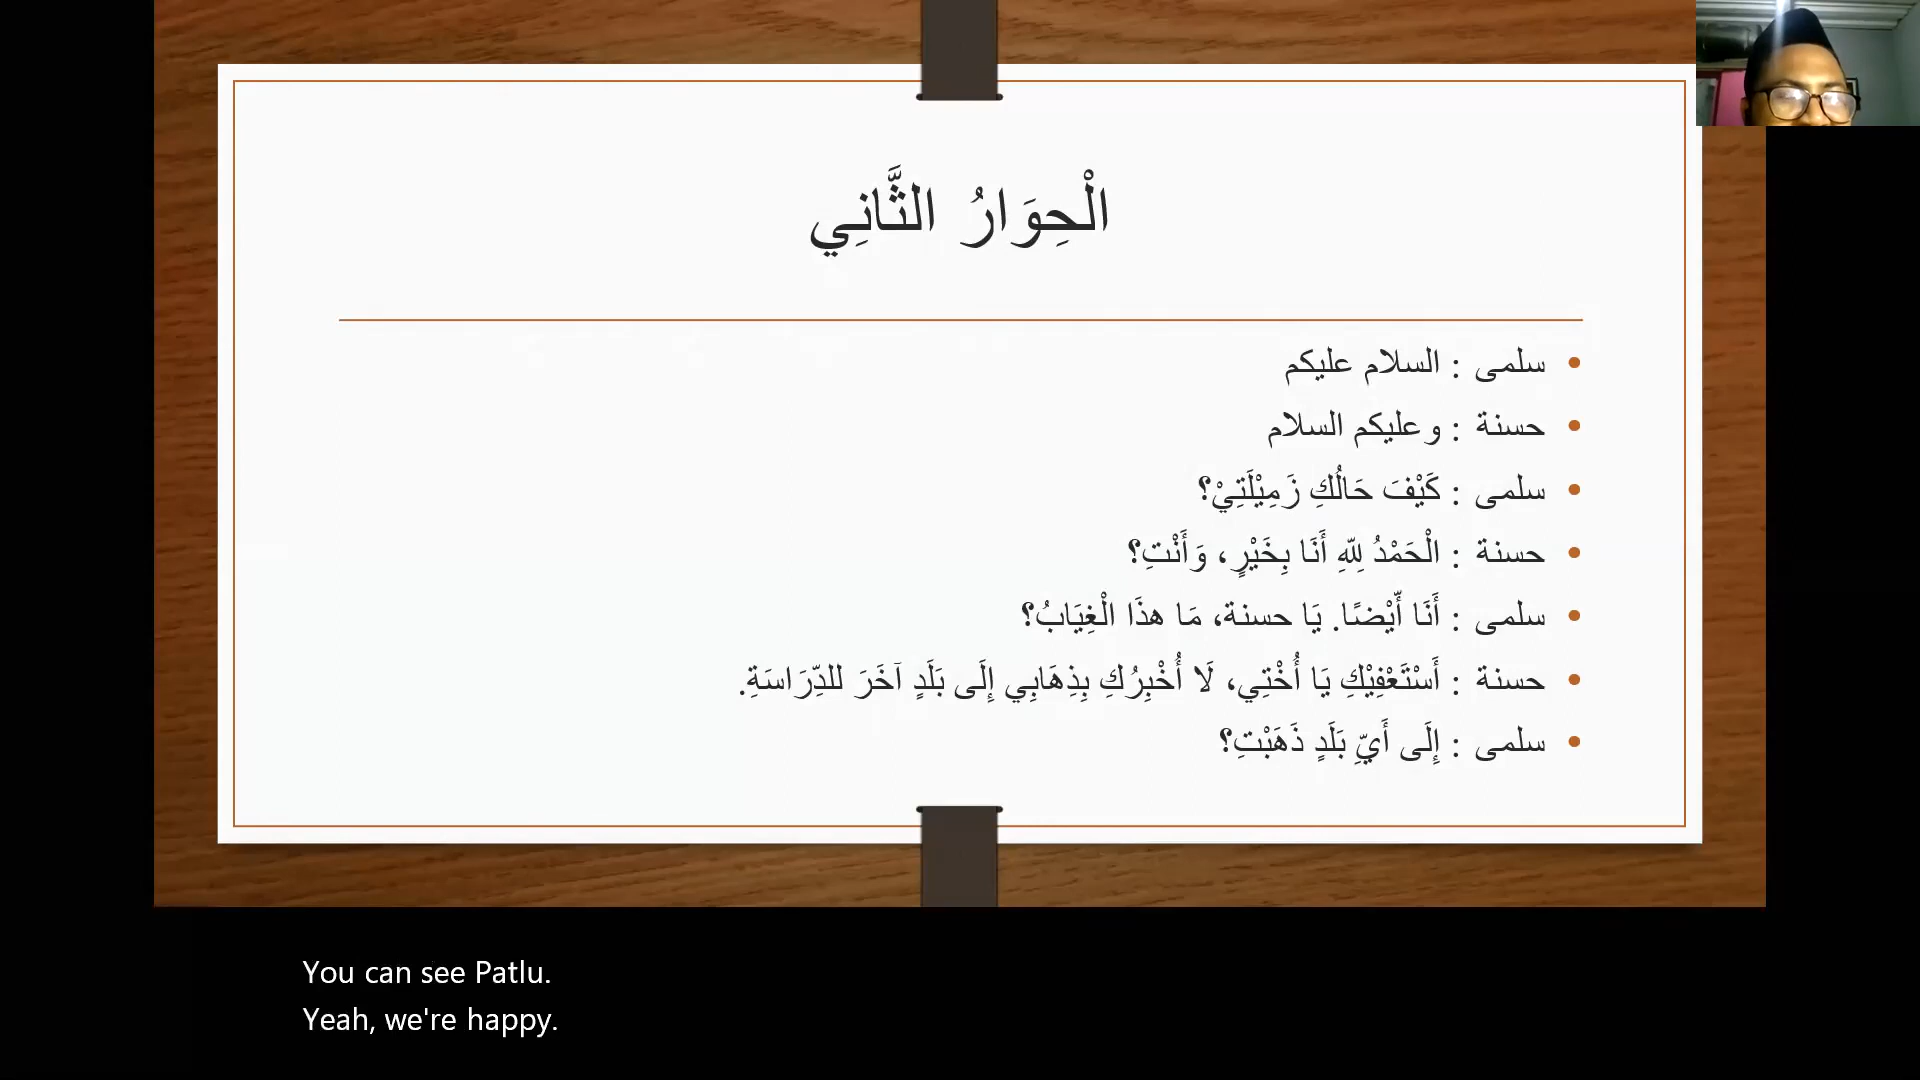 الْحِوَارُ الثَّانِي
• سلمى : السلام عليكم
• حسنة : وعليكم السلام
• سلمى : كَيْفَ حَالُكِ زَمِيْلَتِيْ؟
• حسنة : الْحَمْدُ لِلّهِ أَنَا بِخَيْرٍ، وَأَنْتِ؟
• سلمى : أَنَا أَيْضًا. يَا حسنة، مَا هذَا الْغِيَابُ؟
• حسنة : أَسْتَعْفِيْكِ يَا أُخْتِي، لَا أُخْبِرُكِ بِذِهَابِي إِلَى بَلَدٍ آخَرَ للدِّرَاسَةِ.
• سلمى : إِلَى أَيِّ بَلَدٍ ذَهَبْتِ؟
You can see Patlu.
Yeah, we're happy.